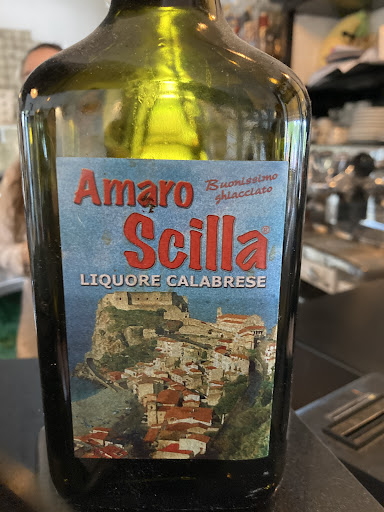 Amaro
Buonissimo
ghiacciato
Scilla
LIQUORE CALABRESE